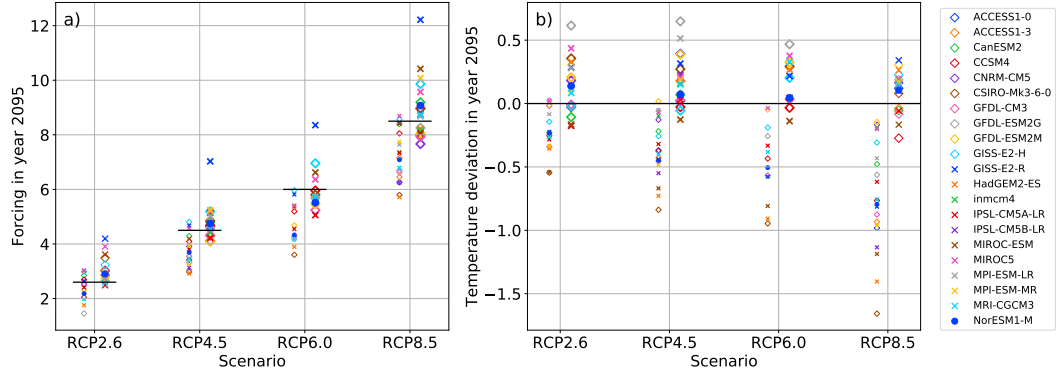 a)
12
10
8
6
4
2
Forcing in year 2095
RCP2.6 RCP4.5 RCP6.0 RCP8.5
Scenario
b)
0.5
0.0
−0.5
−1.0
−1.5
Temperature deviation in year 2095
RCP2.6 RCP4.5 RCP6.0 RCP8.5
Scenario
ACCESS1-0
ACCESS1-3
CanESM2
CCSM4
CNRM-CM5
CSIRO-Mk3-6-0
GFDL-CM3
GFDL-ESM2G
GFDL-ESM2M
GISS-E2-H
GISS-E2-R
HadGEM2-ES
inmcm4
IPSL-CM5A-LR
IPSL-CM5B-LR
MIROC-ESM
MIROC5
MPI-ESM-LR
MPI-ESM-MR
MRI-CGCM3
NorESM1-M